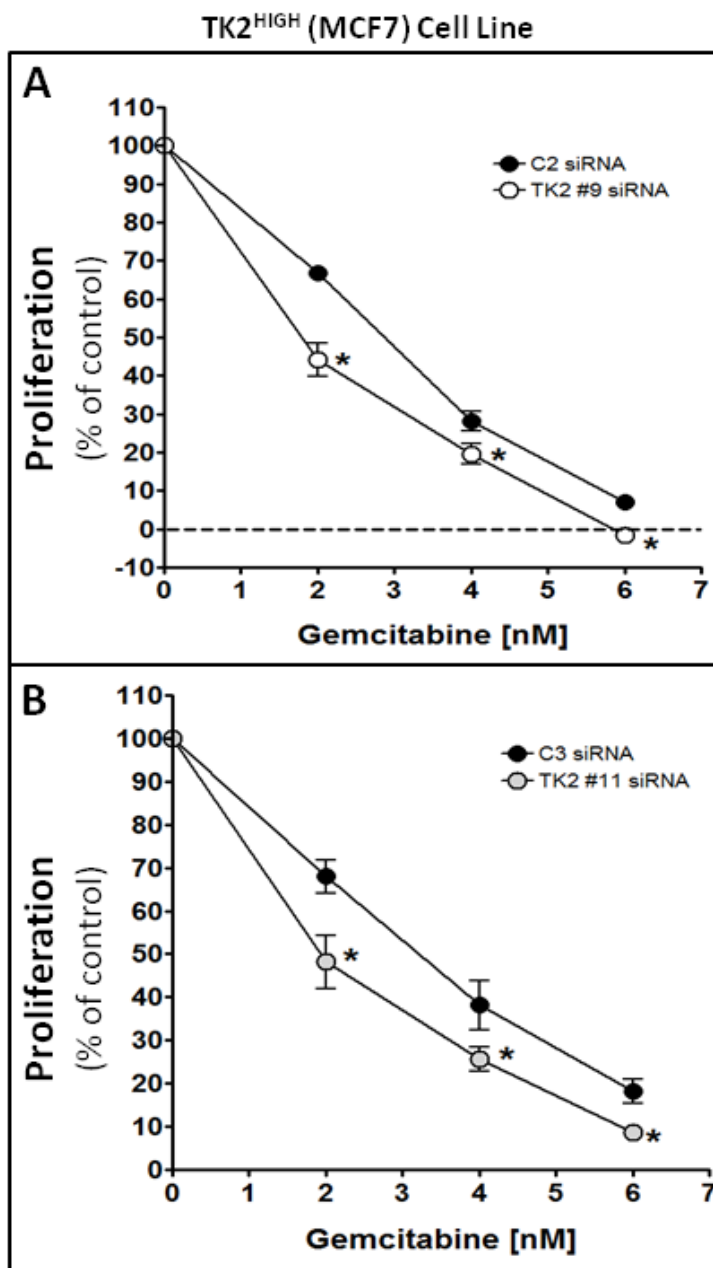 TK2HIGH (MCF7) Cell Line
A
110
100
90
80
70
60
50
40
30
20
10
0
-10
Proliferation
(% of control)
C2 siRNA
TK2 #9 siRNA
*
*
*
0 1 2 3 4 5 6 7
Gemcitabine [nM]
B
110
100
90
80
70
60
50
40
30
20
10
0
Proliferation
(% of control)
C3 siRNA
TK2 #11 siRNA
*
*
*
0 1 2 3 4 5 6 7
Gemcitabine [nM]